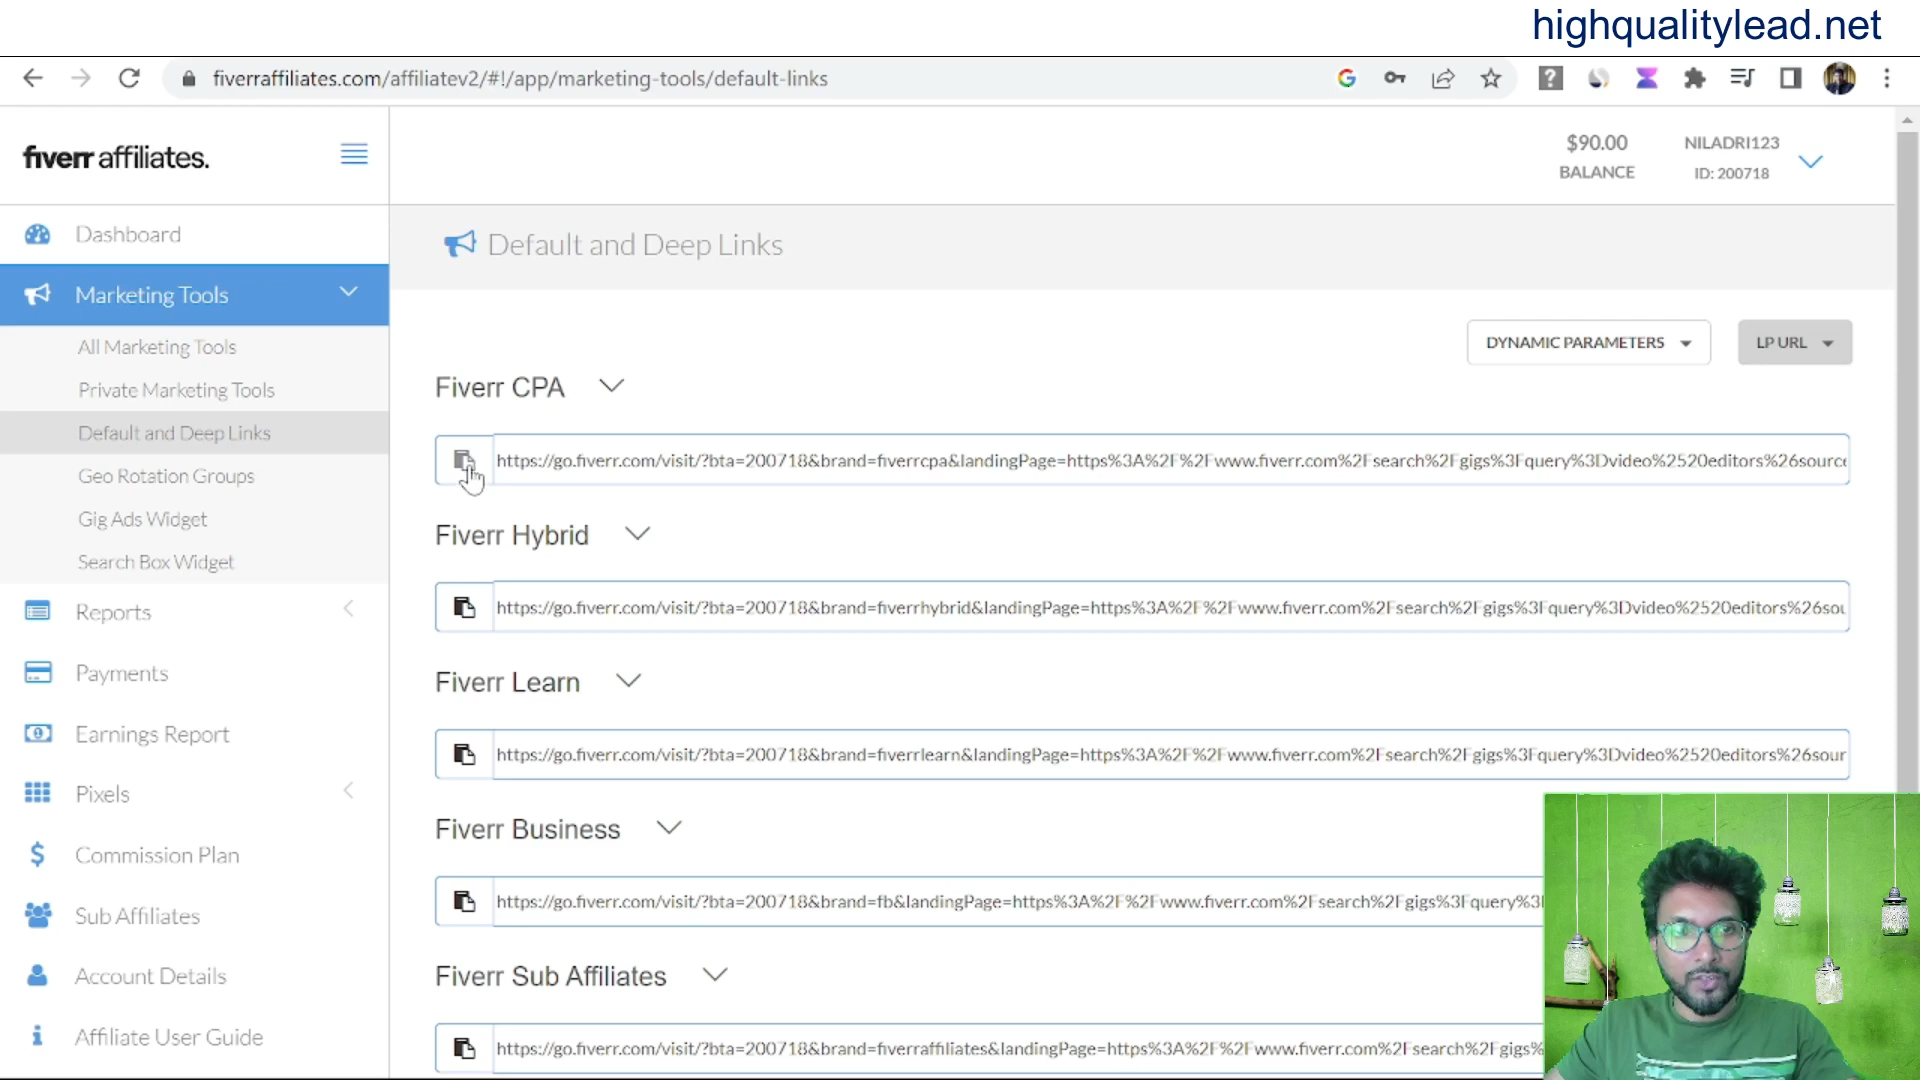 highqualitylead.net
fiverraffiliates.com/affiliatev2/#!/app/marketing-tools/default-links
fiverr affiliates.
$90.00
BALANCE
NILADRI123
ID: 200718
Dashboard
Marketing Tools
All Marketing Tools
Private Marketing Tools
Default and Deep Links
Geo Rotation Groups
Gig Ads Widget
Search Box Widget
Reports
Payments
Earnings Report
Pixels
Commission Plan
Sub Affiliates
Account Details
Affiliate User Guide
Default and Deep Links
DYNAMIC PARAMETERS
LP URL
Fiverr CPA
https://go.fiverr.com/visit/?bta=200718&brand=fiverrcpa&landingPage=https%3A%2F%2Fwww.fiverr.com%2Fsearch%2Fgigs%3Fquery%3Dvideo%2520editors%26source
Fiverr Hybrid
https://go.fiverr.com/visit/?bta=200718&brand=fiverrhybrid&landingPage=https%3A%2F%2Fwww.fiverr.com%2Fsearch%2Fgigs%3Fquery%3Dvideo%2520editors%26sou
Fiverr Learn
https://go.fiverr.com/visit/?bta=200718&brand=fiverrlearn&landingPage=https%3A%2F%2Fwww.fiverr.com%2Fsearch%2Fgigs%3Fquery%3Dvideo%2520editors%26sour
Fiverr Business
https://go.fiverr.com/visit/?bta=200718&brand=fb&landingPage=https%3A%2F%2Fwww.fiverr.com%2Fsearch%2Fgigs%3Fquery%3
Fiverr Sub Affiliates
https://go.fiverr.com/visit/?bta=200718&brand=fiverraffiliates&landingPage=https%3A%2F%2Fwww.fiverr.com%2Fsearch%2Fgigs%